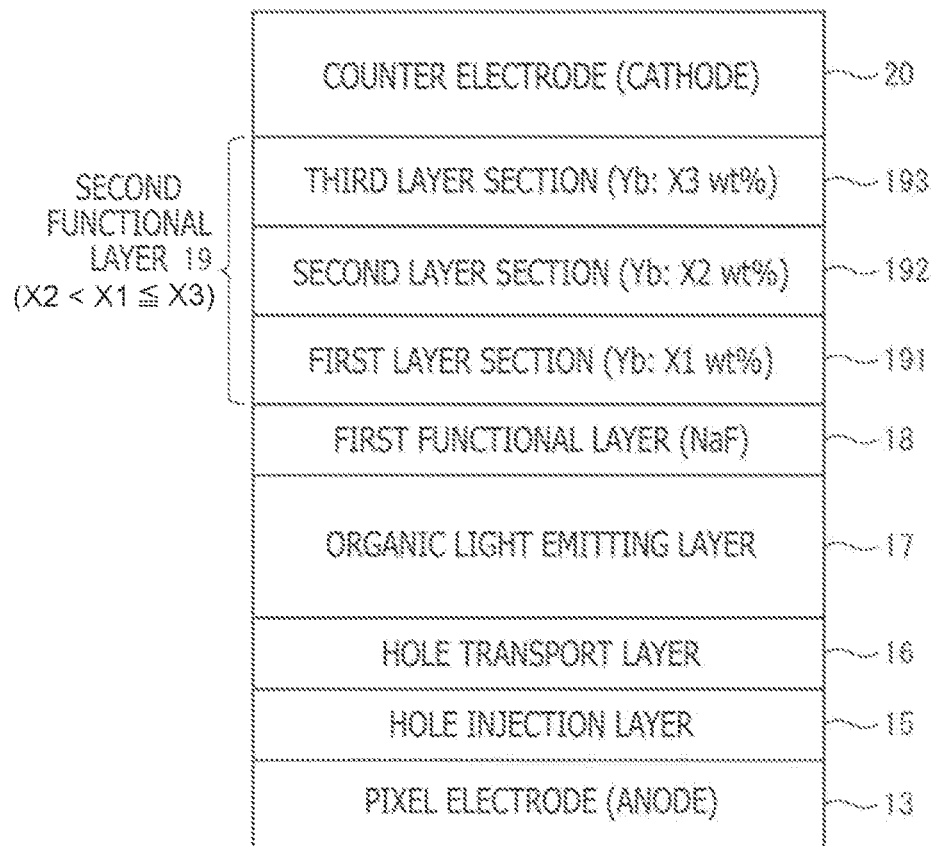 COUNTER ELECTRODE (CATHODE)
20
THIRD LAYER SECTION (Yb: X3 wt%)
193
SECOND
FUNCTIONAL
LAYER 19
(X2 < X1 ≦ X3)
SECOND LAYER SECTION (Yb: X2 wt%)
192
FIRST LAYER SECTION (Yb: X1 wt%)
191
FIRST FUNCTIONAL LAYER (NaF)
18
ORGANIC LIGHT EMITTING LAYER
17
HOLE TRANSPORT LAYER
16
HOLE INJECTION LAYER
15
PIXEL ELECTRODE (ANODE)
13